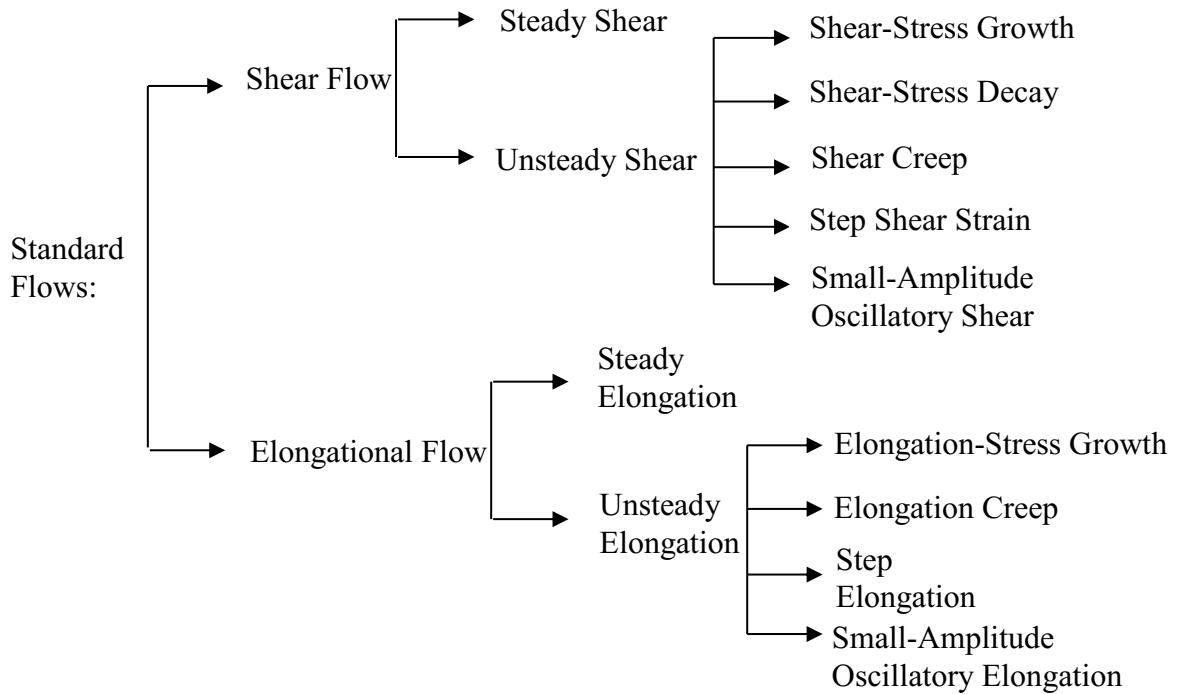 Standard
Flows:
Shear Flow
Steady Shear
Unsteady Shear
Shear-Stress Growth
Shear-Stress Decay
Shear Creep
Step Shear Strain
Small-Amplitude
Oscillatory Shear
Elongational Flow
Steady
Elongation
Unsteady
Elongation
Elongation-Stress Growth
Elongation Creep
Step
Elongation
Small-Amplitude
Oscillatory Elongation